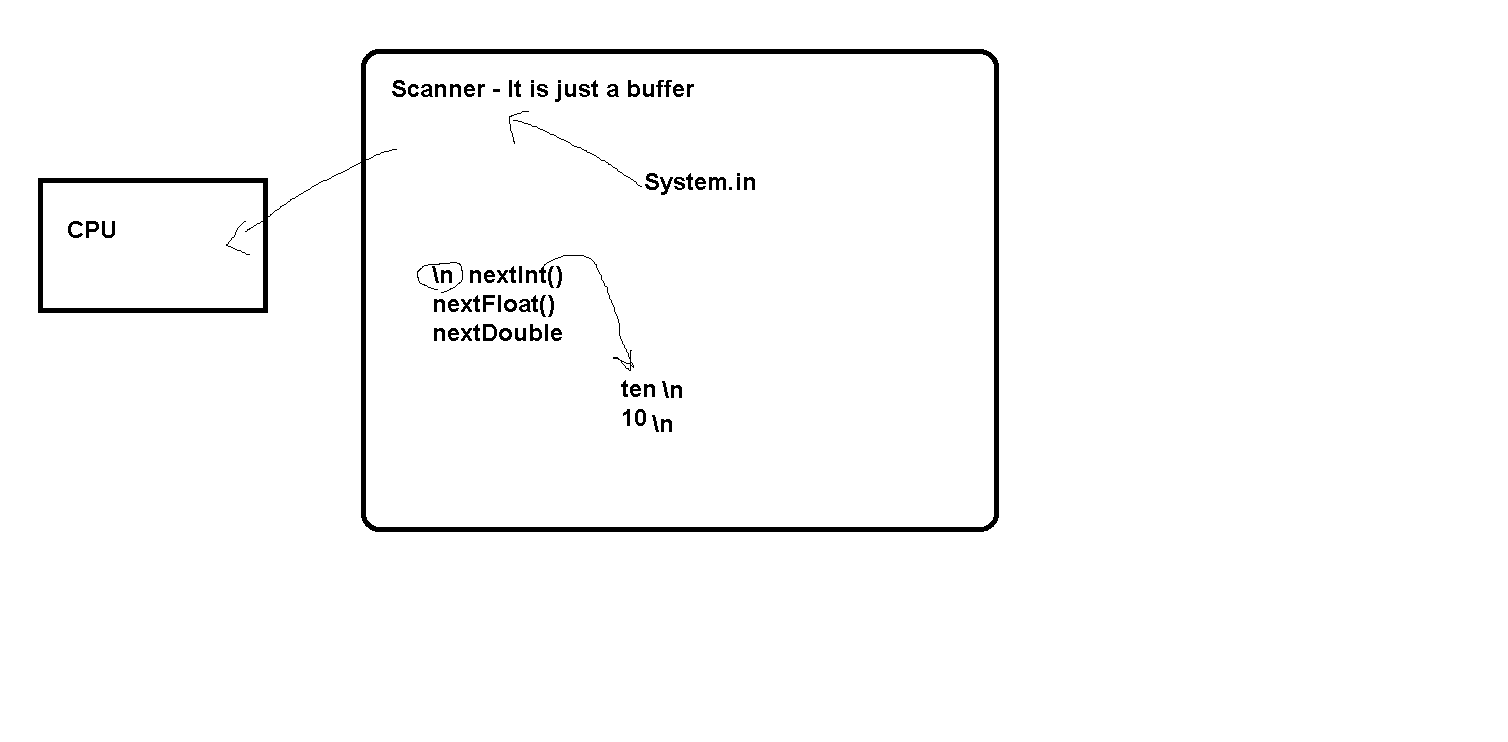 Scanner - It is just a buffer
System.in
CPU
\n nextInt()
nextFloat()
nextDouble
ten \n
10 \n